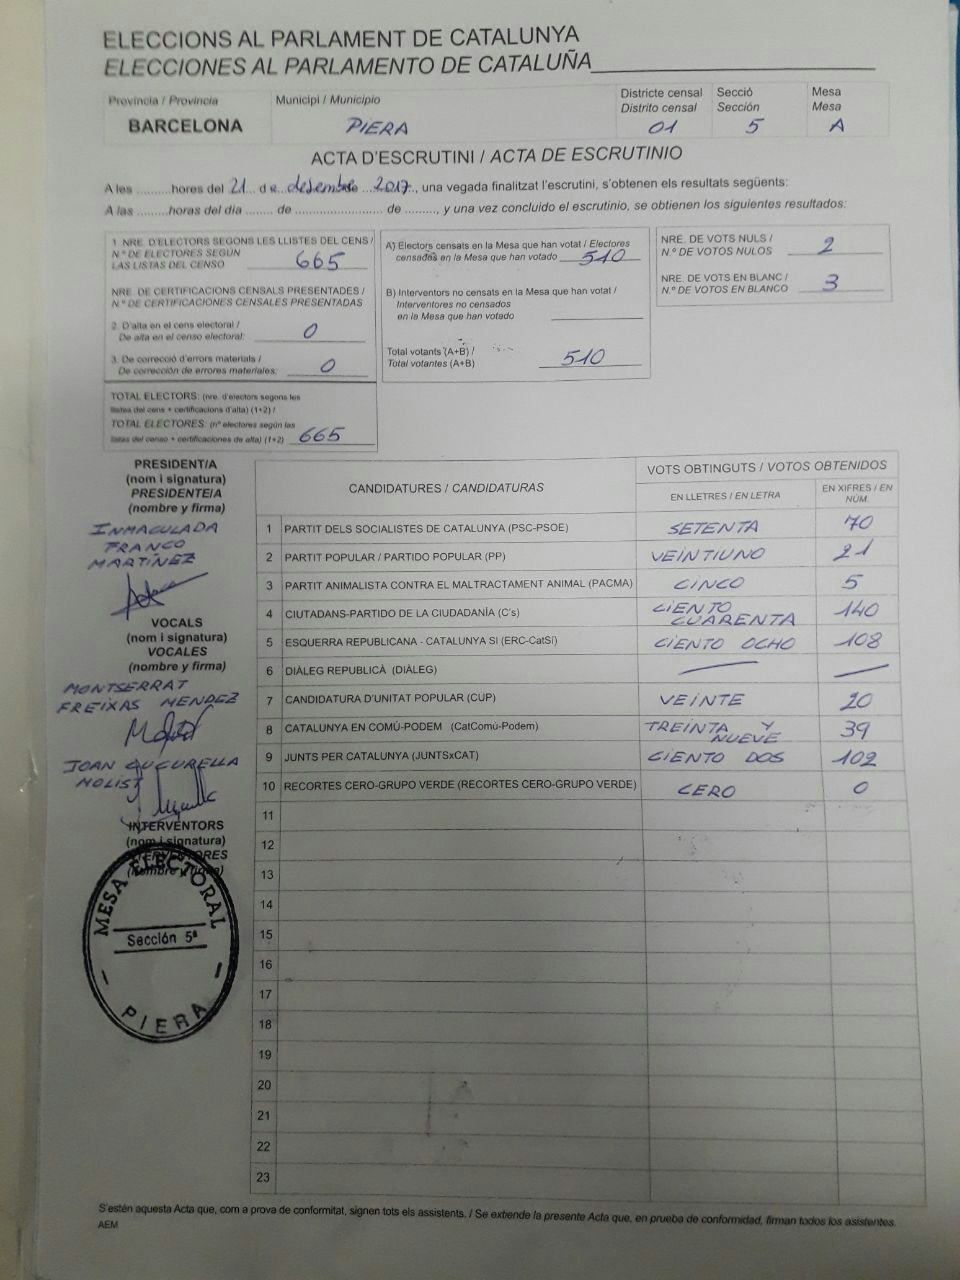 ELECCIONS AL PARLAMENT DE CATALUNYA
ELECCIONES AL PARLAMENTO DE CATALUÑA
Provincia / Provincia
BARCELONA
Municipi / Municipio
PIERA
Districte censal
Distrito censal
01
Secció
Sección
5
Mesa
Mesa
A
ACTA D'ESCRUTINI / ACTA DE ESCRUTINIO
A les ..........hores del 21 de desembre 2017, una vegada finalitzat l'escrutini, s'obtenen els resultats següents:
A las ..........horas del día ........ de ........................ de ........., y una vez concluido el escrutinio, se obtienen los siguientes resultados:
1. NRE. D'ELECTORS SEGONS LES LLISTES DEL CENS /
N.º DE ELECTORES SEGÚN
LAS LISTAS DEL CENSO 665
NRE. DE CERTIFICACIONS CENSALS PRESENTADES /
N.º DE CERTIFICACIONES CENSALES PRESENTADAS
2. D'alta en el cens electoral /
De alta en el censo electoral: 0
3. De correcció d'errors materials /
De corrección de errores materiales: 0
TOTAL ELECTORS: (nre. d'electors segons les
llistes del cens + certificacions d'alta) (1+2) /
TOTAL ELECTORES: (nº electores según las
listas del censo + certificaciones de alta) (1+2) 665
A) Electors censats en la Mesa que han votat / Electores
censados en la Mesa que han votado 510
B) Interventors no censats en la Mesa que han votat /
Interventores no censados
en la Mesa que han votado
Total votants (A+B) /
Total votantes (A+B) 510
NRE. DE VOTS NULS /
N.º DE VOTOS NULOS 2
NRE. DE VOTS EN BLANC /
N.º DE VOTOS EN BLANCO 3
PRESIDENT/A
(nom i signatura)
PRESIDENTE/A
(nombre y firma)
INMACULADA
FRANCO
MARTÍNEZ
VOCALS
(nom i signatura)
VOCALES
(nombre y firma)
MONTSERRAT
FREIXAS MENDEZ
JOAN CUCURELLA
MOLIST
INTERVENTORS
(nom i signatura)
INTERVENTORES
(nombre y firma)
MESA ELECTORAL
Sección 5ª
PIERA
CANDIDATURES / CANDIDATURAS
VOTS OBTINGUTS / VOTOS OBTENIDOS
EN LLETRES / EN LETRA
EN XIFRES / EN
NÚM.
1 PARTIT DELS SOCIALISTES DE CATALUNYA (PSC-PSOE) SETENTA 70
2 PARTIT POPULAR / PARTIDO POPULAR (PP) VEINTIUNO 21
3 PARTIT ANIMALISTA CONTRA EL MALTRACTAMENT ANIMAL (PACMA) CINCO 5
4 CIUTADANS-PARTIDO DE LA CIUDADANÍA (C's) CIENTO CUARENTA 140
5 ESQUERRA REPUBLICANA - CATALUNYA SÍ (ERC-CatSí) CIENTO OCHO 108
6 DIÀLEG REPUBLICÀ (DIÀLEG) — —
7 CANDIDATURA D'UNITAT POPULAR (CUP) VEINTE 20
8 CATALUNYA EN COMÚ-PODEM (CatComú-Podem) TREINTA Y NUEVE 39
9 JUNTS PER CATALUNYA (JUNTSxCAT) CIENTO DOS 102
10 RECORTES CERO-GRUPO VERDE (RECORTES CERO-GRUPO VERDE) CERO 0
11
12
13
14
15
16
17
18
19
20
21
22
23
S'estén aquesta Acta que, com a prova de conformitat, signen tots els assistents. / Se extiende la presente Acta que, en prueba de conformidad, firman todos los asistentes.
AEM